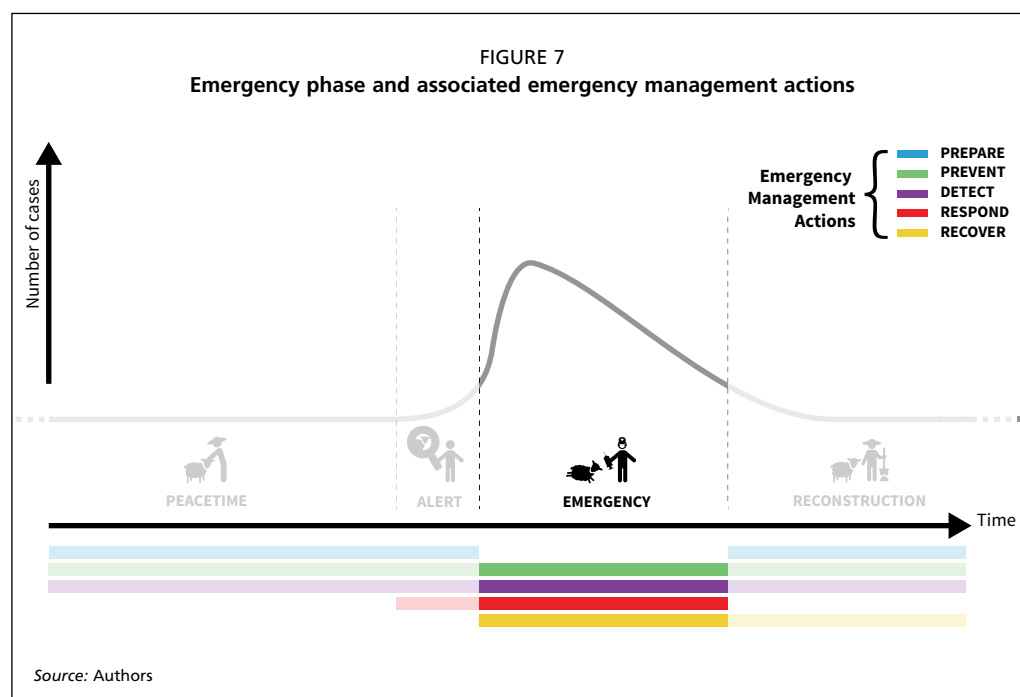 FIGURE 7
Emergency phase and associated emergency management actions
Number of cases
Emergency
Management
Actions
PREPARE
PREVENT
DETECT
RESPOND
RECOVER
PEACETIME
ALERT
EMERGENCY
RECONSTRUCTION
Time
Source: Authors